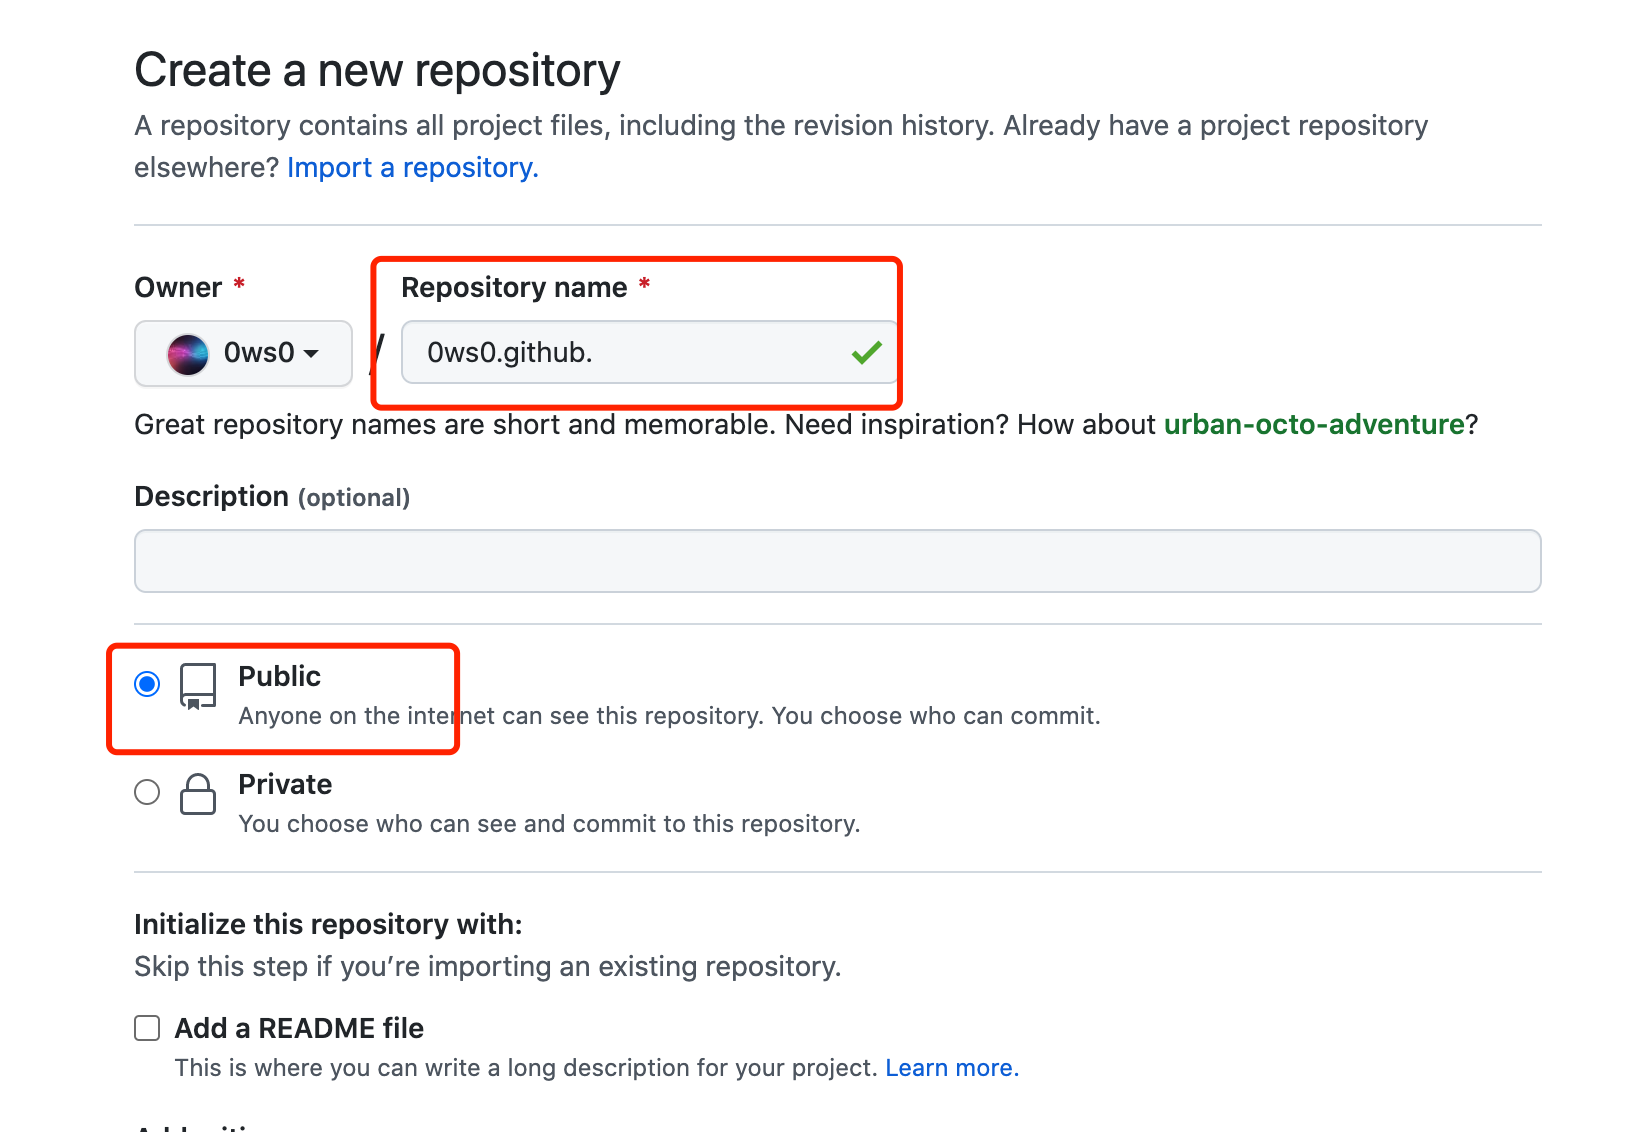 Create a new repository
A repository contains all project files, including the revision history. Already have a project repository
elsewhere? Import a repository.
Owner *
Repository name *
0ws0
/
0ws0.github.
Great repository names are short and memorable. Need inspiration? How about urban-octo-adventure?
Description (optional)
Public
Anyone on the internet can see this repository. You choose who can commit.
Private
You choose who can see and commit to this repository.
Initialize this repository with:
Skip this step if you’re importing an existing repository.
Add a README file
This is where you can write a long description for your project. Learn more.